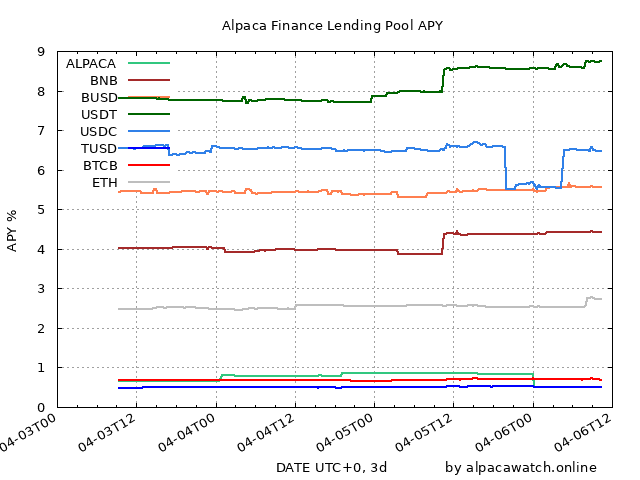 Alpaca Finance Lending Pool APY
9
8
7
6
5
4
3
2
1
0
APY %
ALPACA
BNB
BUSD
USDT
USDC
TUSD
BTCB
ETH
04-03T00
04-03T12
04-04T00
04-04T12
04-05T00
04-05T12
04-06T00
04-06T12
DATE UTC+0, 3d
by alpacawatch.online